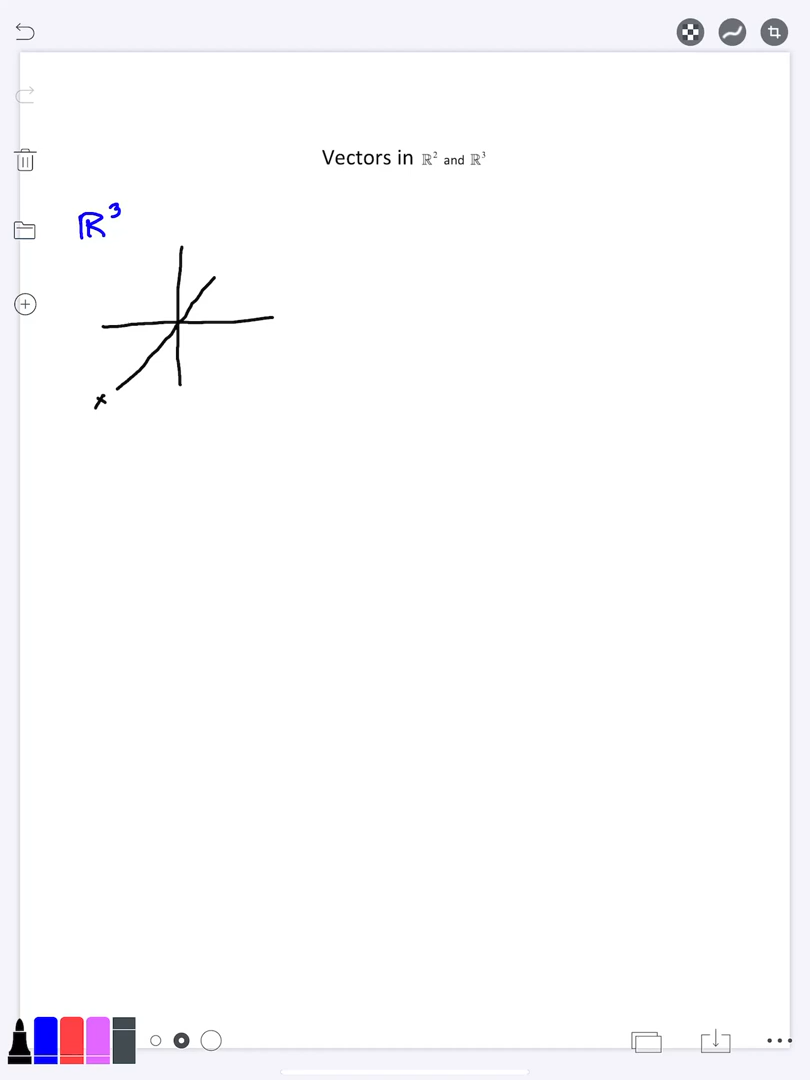 Vectors in ℝ² and ℝ³
ℝ³
x